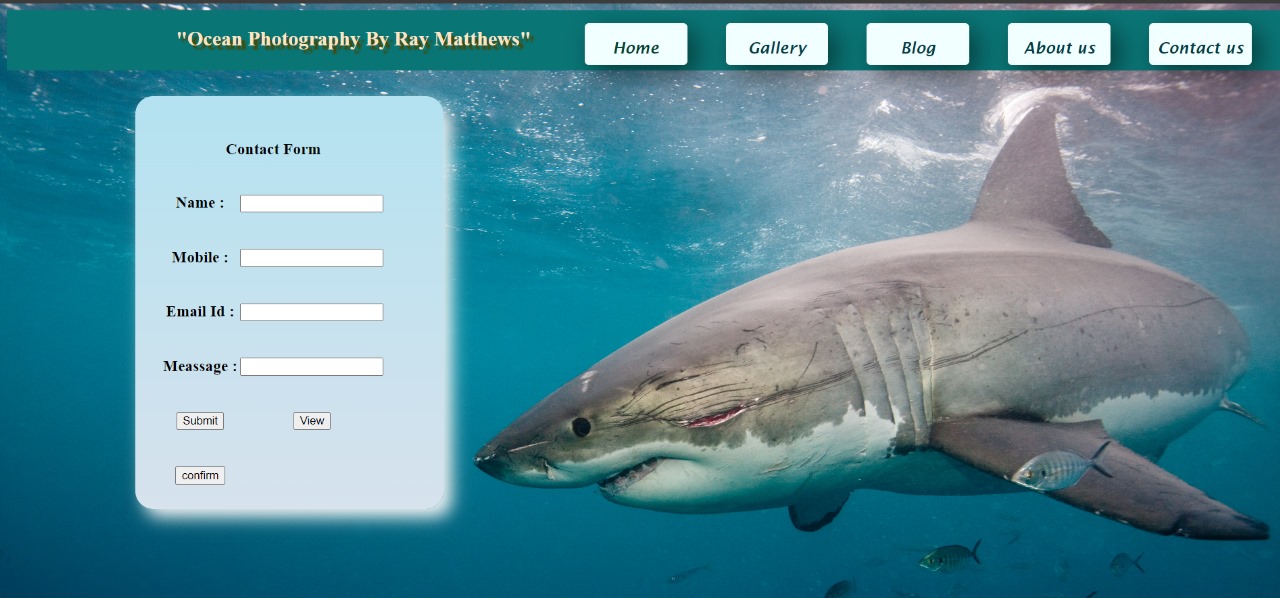 "Ocean Photography By Ray Matthews"
Home
Gallery
Blog
About us
Contact us
Contact Form
Name :
Mobile :
Email Id :
Meassage :
Submit View
confirm